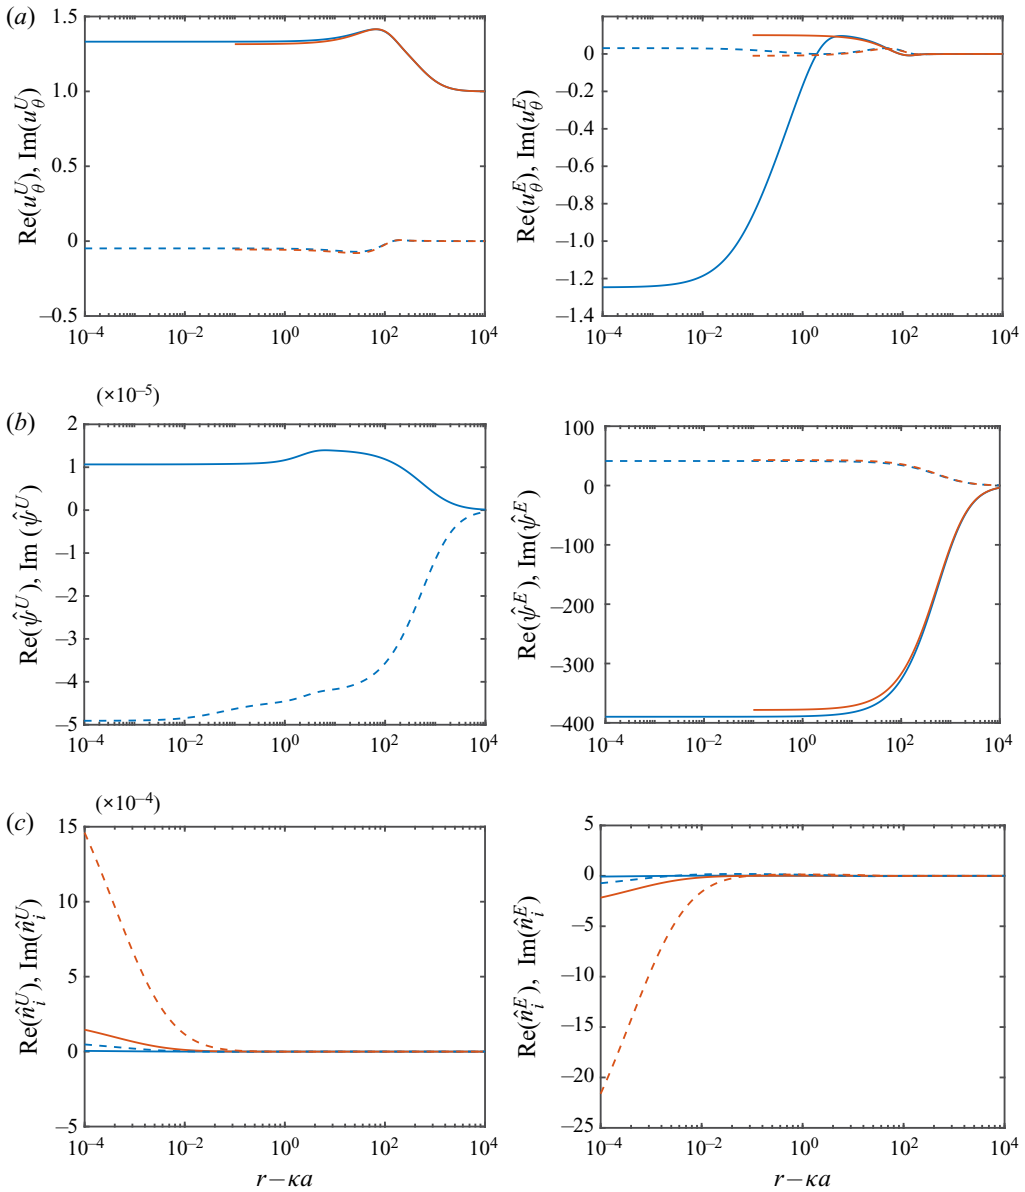 (a)
1.5
1.0
0.5
0
−0.5
Re(u_θ^U), Im(u_θ^U)
10^−4 10^−2 10^0 10^2 10^4
0
−0.2
−0.4
−0.6
−0.8
−1.0
−1.2
−1.4
Re(u_θ^E), Im(u_θ^E)
10^−4 10^−2 10^0 10^2 10^4
(×10^−5)
(b)
2
1
0
−1
−2
−3
−4
−5
Re(ψ̂^U), Im (ψ̂^U)
10^−4 10^−2 10^0 10^2 10^4
100
0
−100
−200
−300
−400
Re(ψ̂^E), Im(ψ̂^E)
10^−4 10^−2 10^0 10^2 10^4
(×10^−4)
(c)
15
10
5
0
−5
Re(n̂_i^U), Im(n̂_i^U)
10^−4 10^−2 10^0 10^2 10^4
r−κa
5
0
−5
−10
−15
−20
−25
Re(n̂_i^E), Im(n̂_i^E)
10^−4 10^−2 10^0 10^2 10^4
r−κa